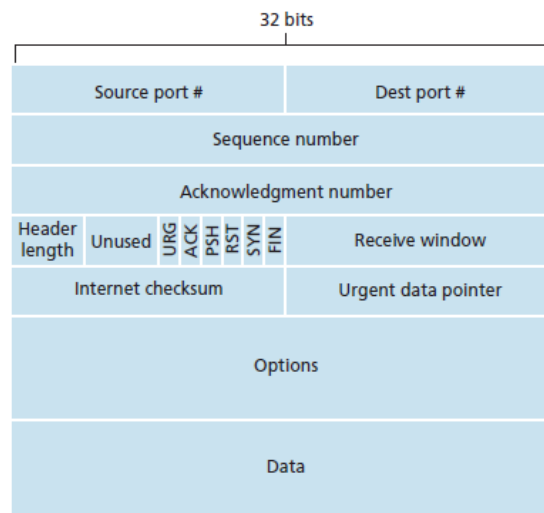 32 bits
Source port # Dest port #
Sequence number
Acknowledgment number
Header length Unused URG ACK PSH RST SYN FIN Receive window
Internet checksum Urgent data pointer
Options
Data